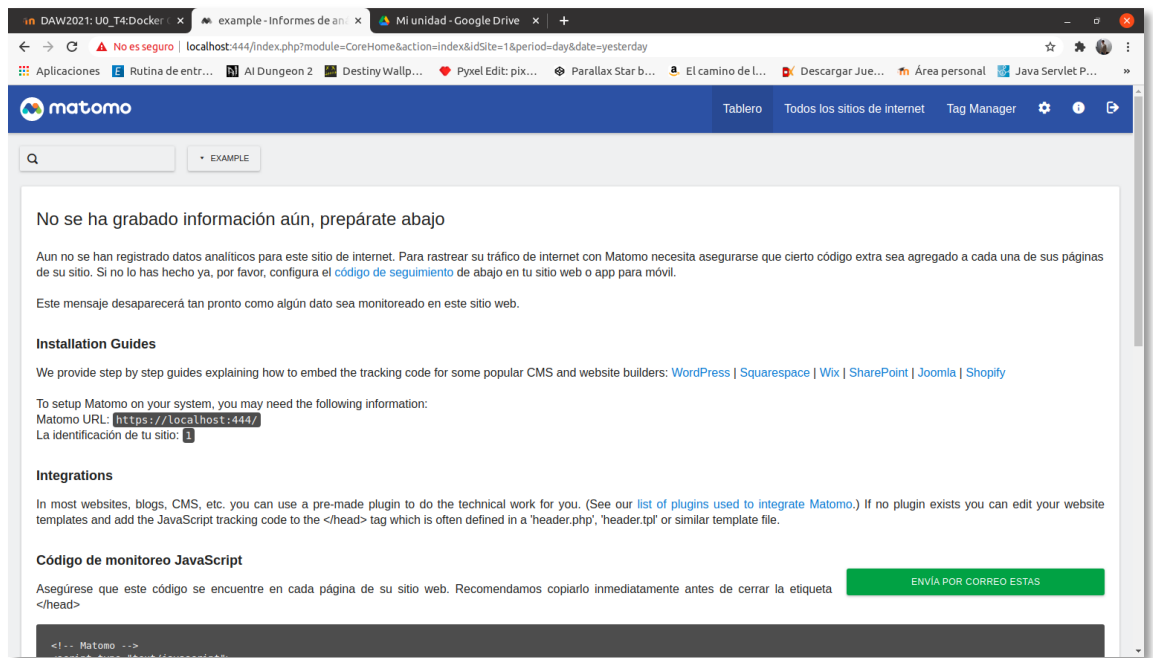 DAW2021: U0_T4:Docker
example - Informes de aná
Mi unidad - Google Drive
No es seguro | localhost:444/index.php?module=CoreHome&action=index&idSite=1&period=day&date=yesterday
Aplicaciones Rutina de entr... AI Dungeon 2 Destiny Wallp... Pyxel Edit: pix... Parallax Star b... El camino de l... Descargar Jue... Área personal Java Servlet P... »
matomo Tablero Todos los sitios de internet Tag Manager
EXAMPLE
No se ha grabado información aún, prepárate abajo
Aun no se han registrado datos analíticos para este sitio de internet. Para rastrear su tráfico de internet con Matomo necesita asegurarse que cierto código extra sea agregado a cada una de sus páginas
de su sitio. Si no lo has hecho ya, por favor, configura el código de seguimiento de abajo en tu sitio web o app para móvil.
Este mensaje desaparecerá tan pronto como algún dato sea monitoreado en este sitio web.
Installation Guides
We provide step by step guides explaining how to embed the tracking code for some popular CMS and website builders: WordPress | Squarespace | Wix | SharePoint | Joomla | Shopify
To setup Matomo on your system, you may need the following information:
Matomo URL: https://localhost:444/
La identificación de tu sitio: 1
Integrations
In most websites, blogs, CMS, etc. you can use a pre-made plugin to do the technical work for you. (See our list of plugins used to integrate Matomo.) If no plugin exists you can edit your website
templates and add the JavaScript tracking code to the </head> tag which is often defined in a 'header.php', 'header.tpl' or similar template file.
Código de monitoreo JavaScript
Asegúrese que este código se encuentre en cada página de su sitio web. Recomendamos copiarlo inmediatamente antes de cerrar la etiqueta
</head>
ENVÍA POR CORREO ESTAS
<!-- Matomo -->